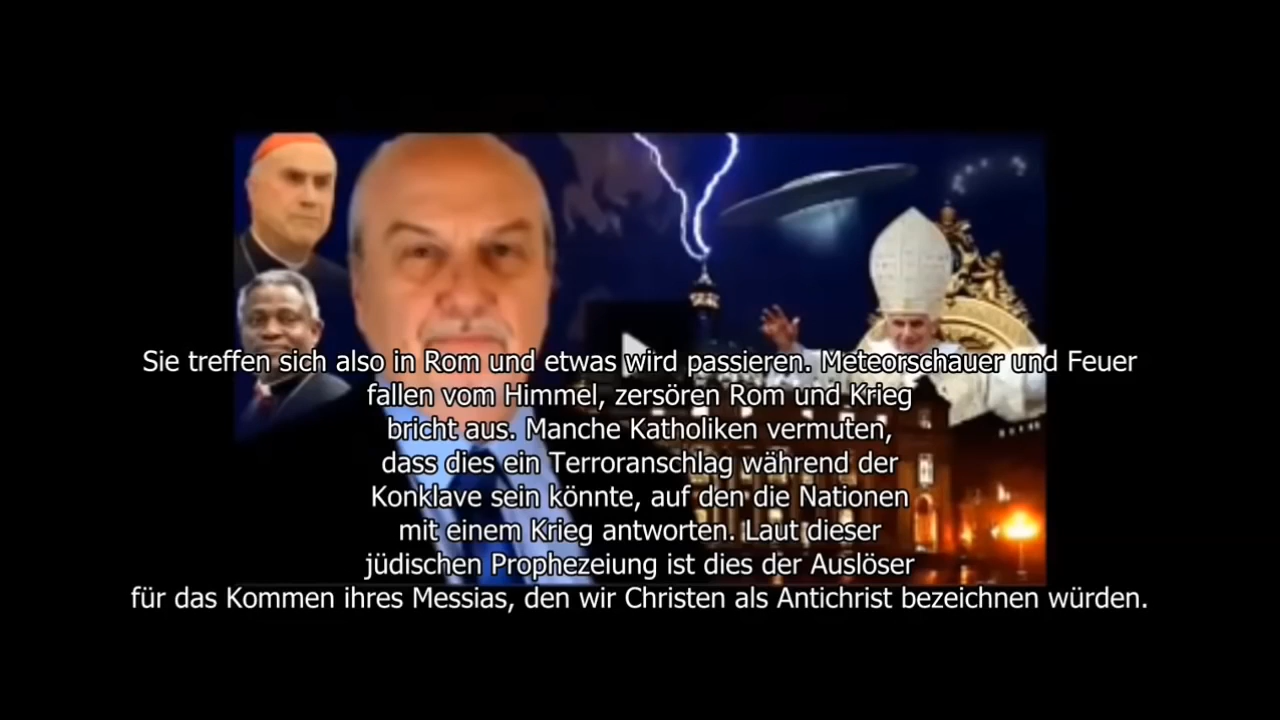 Sie treffen sich also in Rom und etwas wird passieren. Meteorschauer und Feuer
fallen vom Himmel, zersören Rom und Krieg
bricht aus. Manche Katholiken vermuten,
dass dies ein Terroranschlag während der
Konklave sein könnte, auf den die Nationen
mit einem Krieg antworten. Laut dieser
jüdischen Prophezeiung ist dies der Auslöser
für das Kommen ihres Messias, den wir Christen als Antichrist bezeichnen würden.